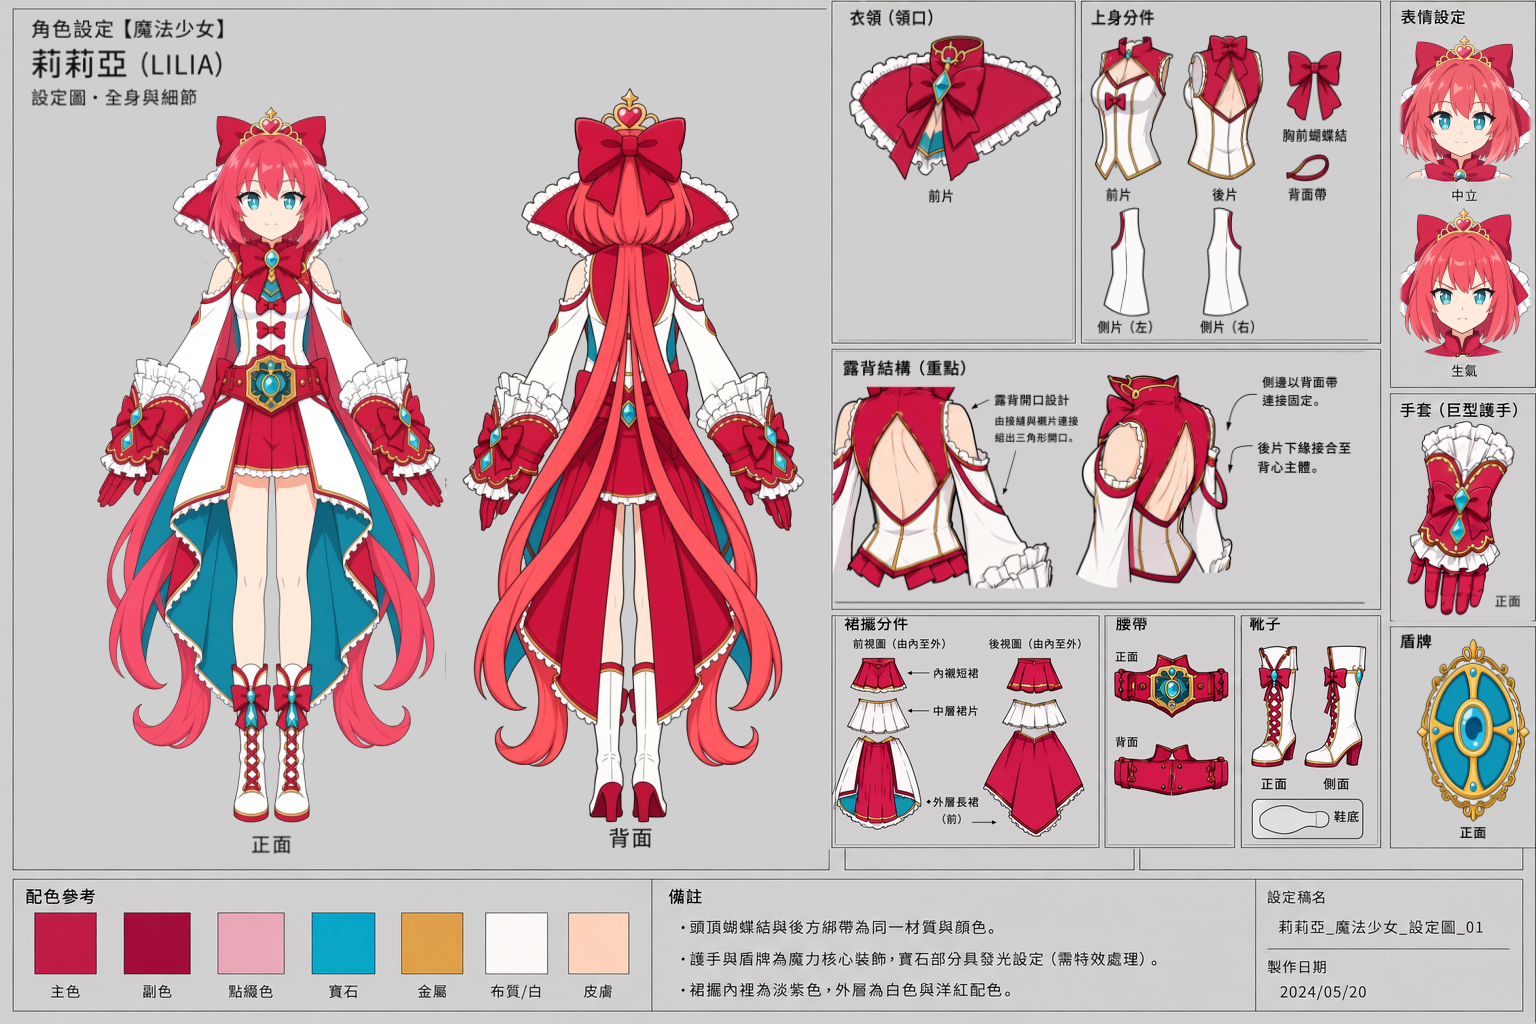 角色設定【魔法少女】
莉莉亞（LILIA）
設定圖・全身與細節
正面
背面
衣領（領口）
前片
上身分件
前片
後片
胸前蝴蝶結
背面帶
側片（左）
側片（右）
表情設定
中立
生氣
露背結構（重點）
露背開口設計
由接縫與襯片連接
組出三角形開口。
側邊以背面帶
連接固定。
後片下緣接合至
背心主體。
手套（巨型護手）
正面
裙擺分件
前視圖（由內至外）
後視圖（由內至外）
內襯短裙
中層裙片
外層長裙
（前）
腰帶
正面
背面
靴子
正面
側面
鞋底
盾牌
正面
配色參考
主色
副色
點綴色
寶石
金屬
布質/白
皮膚
備註
・頭頂蝴蝶結與後方綁帶為同一材質與顏色。
・護手與盾牌為魔力核心裝飾，寶石部分具發光設定（需特效處理）。
・裙擺內裡為淡紫色，外層為白色與洋紅配色。
設定稿名
莉莉亞_魔法少女_設定圖_01
製作日期
2024/05/20